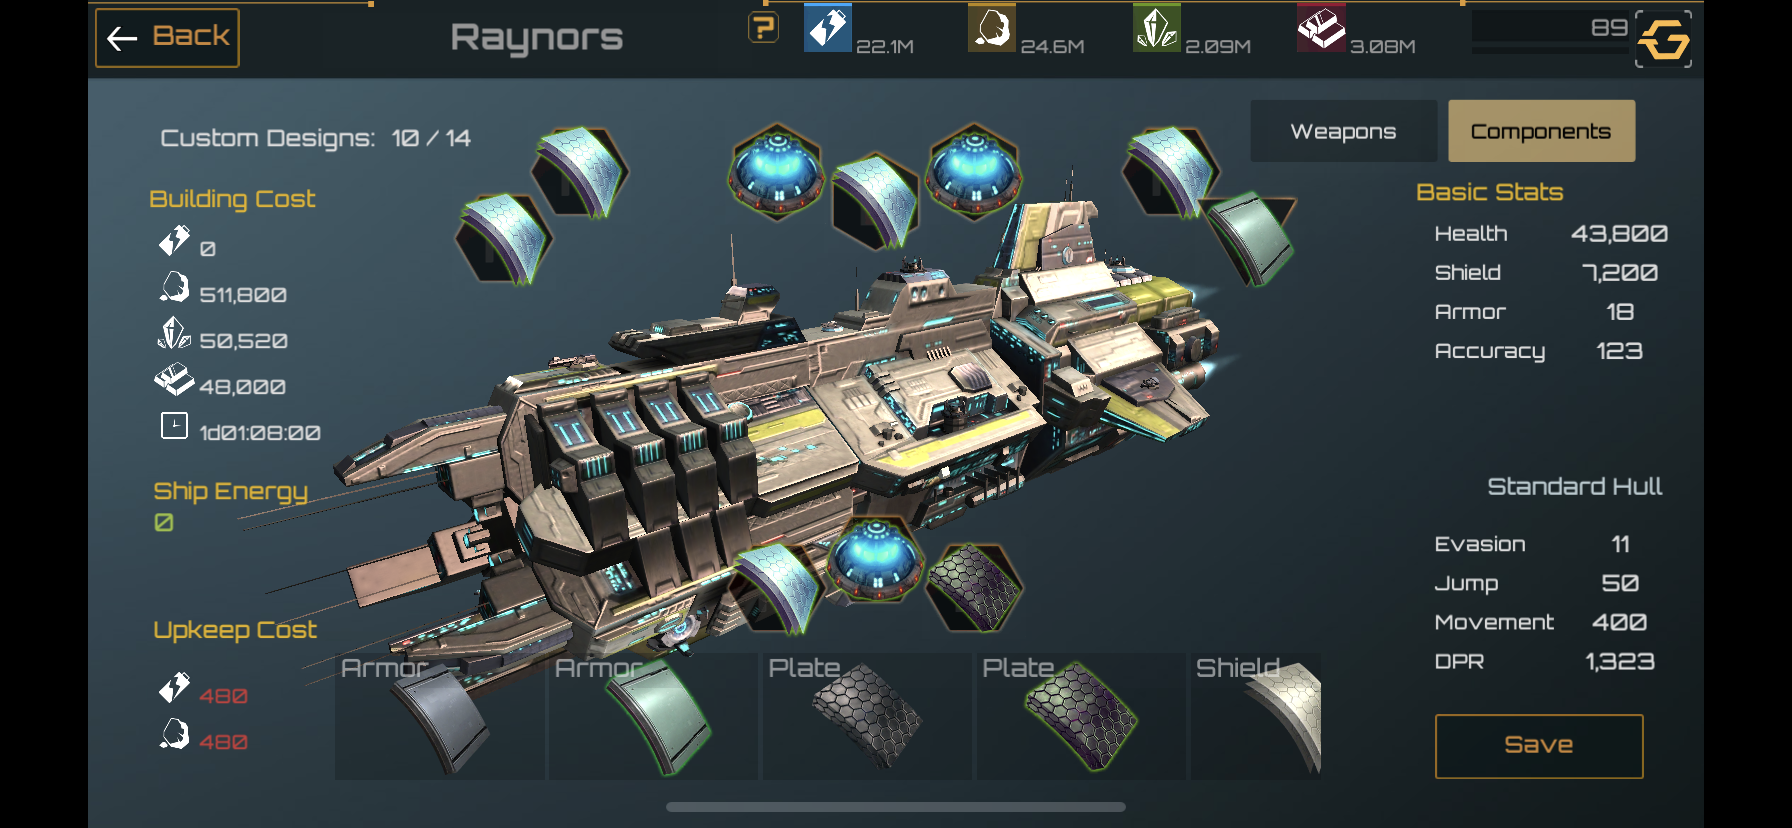 Back
Raynors
?
22.1M
24.6M
2.09M
3.08M
89
Custom Designs: 10 / 14
Weapons
Components
Building Cost
0
511,800
50,520
48,000
1d01:08:00
Ship Energy
0
Upkeep Cost
480
480
Basic Stats
Health 43,800
Shield 7,200
Armor 18
Accuracy 123
Standard Hull
Evasion 11
Jump 50
Movement 400
DPR 1,323
Armor
Armor
Plate
Plate
Shield
Save